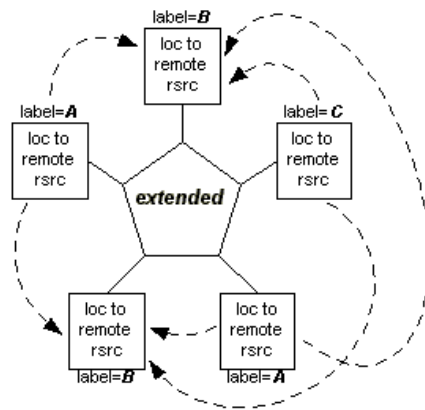 label=B
loc to
remote
rsrc
label=A
loc to
remote
rsrc
label=C
loc to
remote
rsrc
extended
loc to
remote
rsrc
label=B
loc to
remote
rsrc
label=A